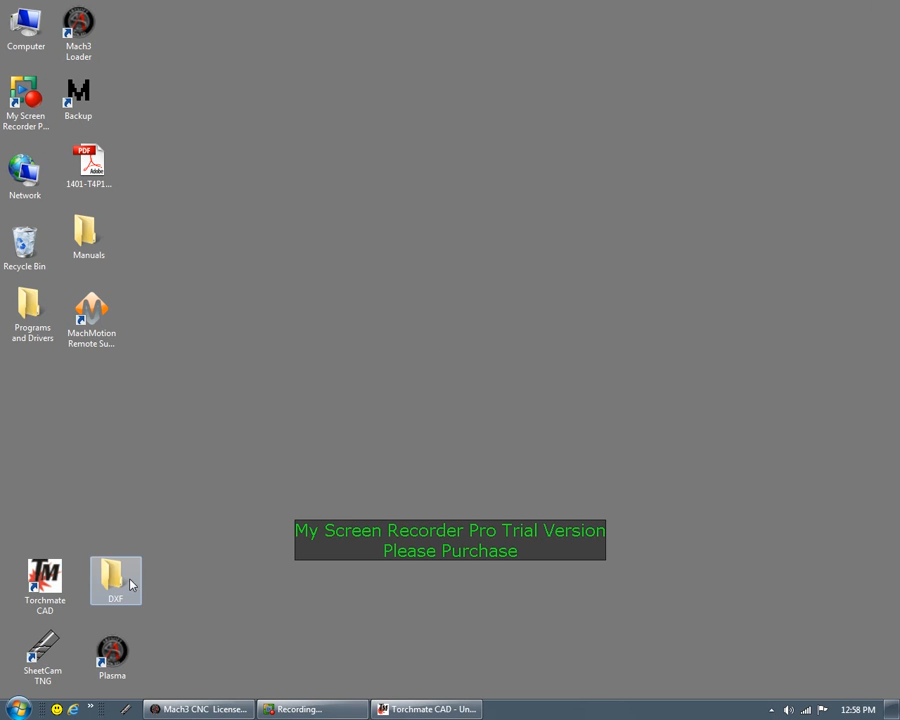 Computer
Mach3
Loader
My Screen
Recorder P...
Backup
PDF
Adobe
1401-T4P1...
Network
Recycle Bin
Manuals
Programs
and Drivers
MachMotion
Remote Su...
My Screen Recorder Pro Trial Version
Please Purchase
TM
Torchmate
CAD
DXF
SheetCam
TNG
Plasma
Mach3 CNC License...
Recording...
Torchmate CAD - Un...
12:58 PM